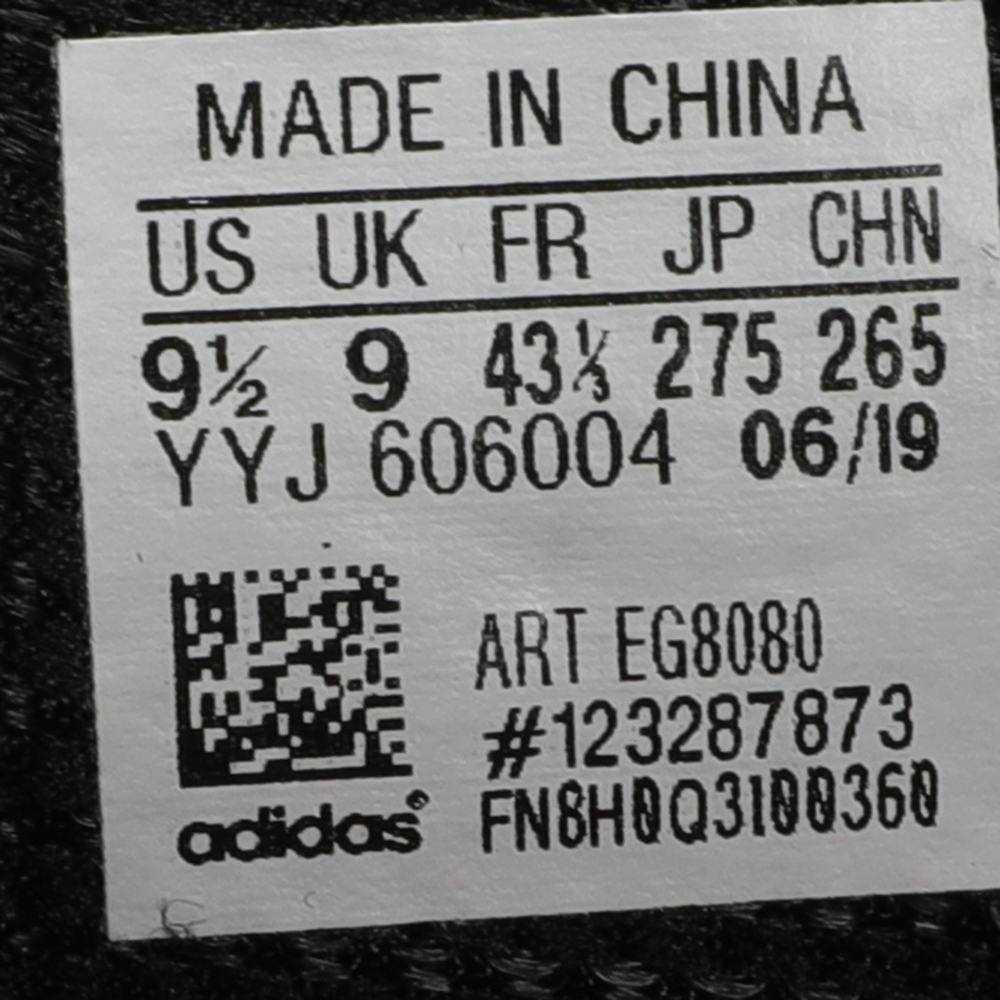 MADE IN CHINA
US UK FR JP CHN
9½ 9 43⅓ 275 265
YYJ 606004 06/19
ART EG8080
#123287873
FN8H0Q3I00360
adidas®